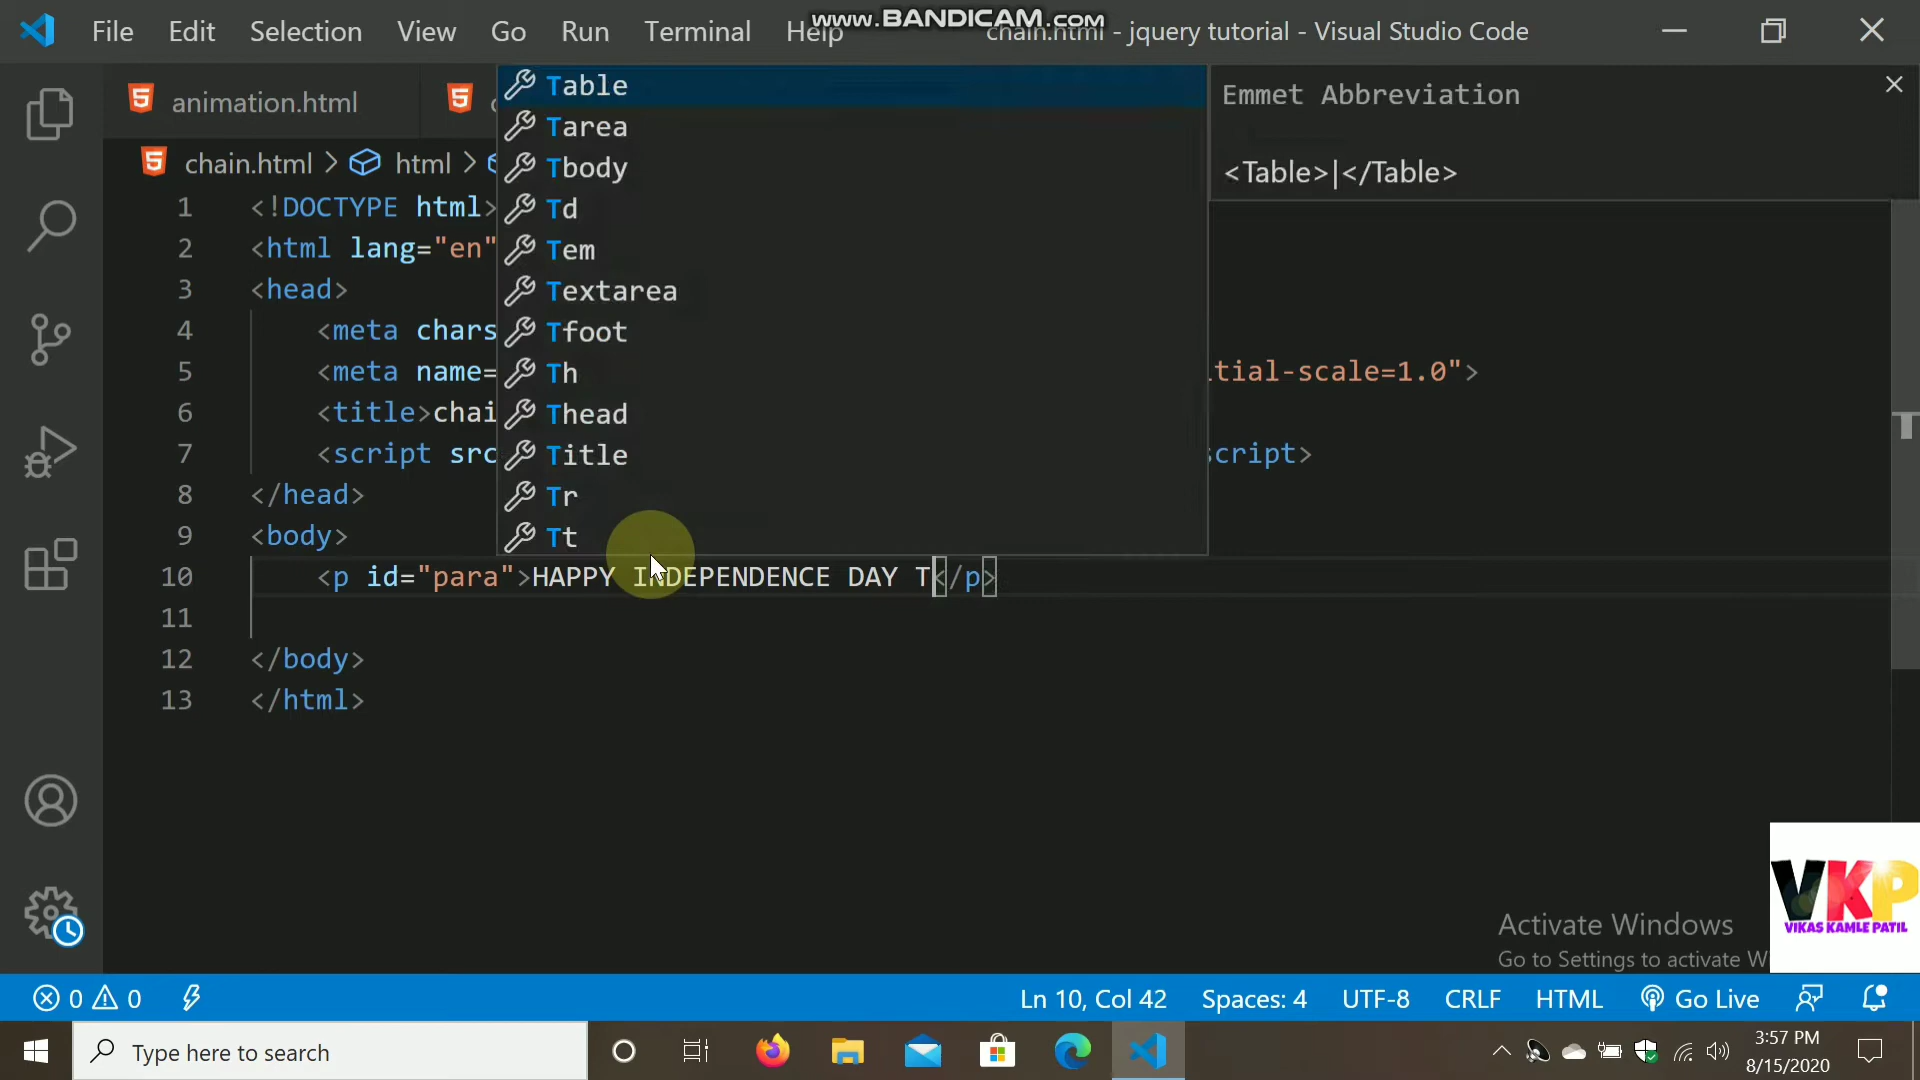 File Edit Selection View Go Run Terminal Help
www.BANDICAM.com
chain.html - jquery tutorial - Visual Studio Code
animation.html
chain.html > html >
Table
Tarea
Tbody
Td
Tem
Textarea
Tfoot
Th
Thead
Title
Tr
Tt
Emmet Abbreviation
<Table>|</Table>
1 <!DOCTYPE html>
2 <html lang="en"
3 <head>
4 <meta chars
5 <meta name= tial-scale=1.0">
6 <title>chai
7 <script src script>
8 </head>
9 <body>
10 <p id="para">HAPPY INDEPENDENCE DAY T</p>
11
12 </body>
13 </html>
VKP
VIKAS KAMLE PATIL
Activate Windows
Go to Settings to activate W
0 0 Ln 10, Col 42 Spaces: 4 UTF-8 CRLF HTML Go Live
Type here to search
3:57 PM
8/15/2020